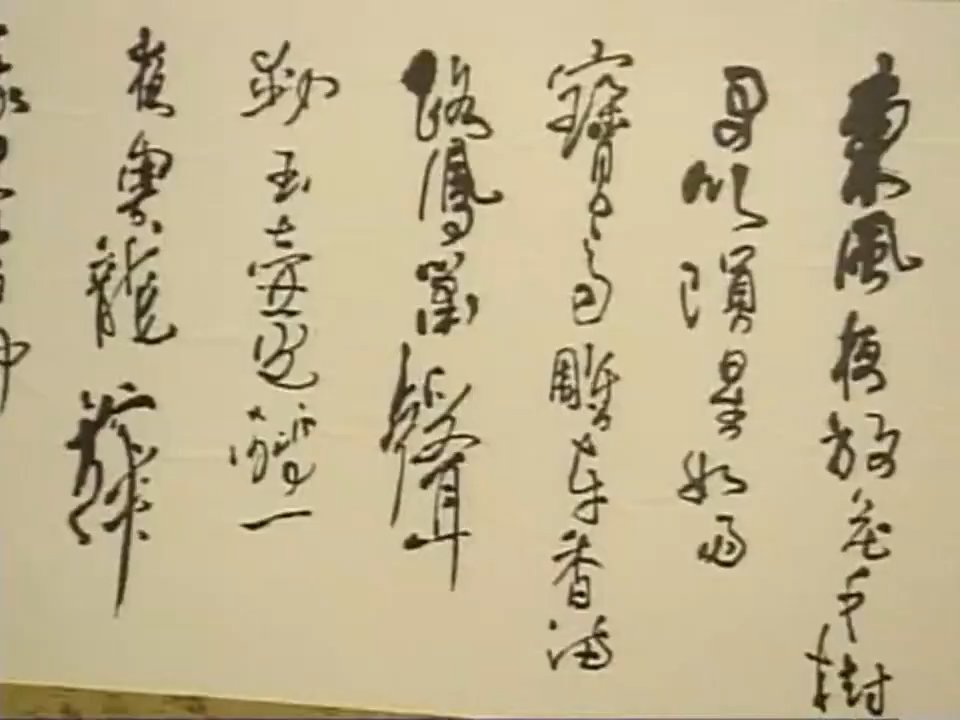 東風夜放花千樹
更吹隕星如雨
寶馬雕車香滿
路鳳簫聲
動玉壺光轉一
夜魚龍舞